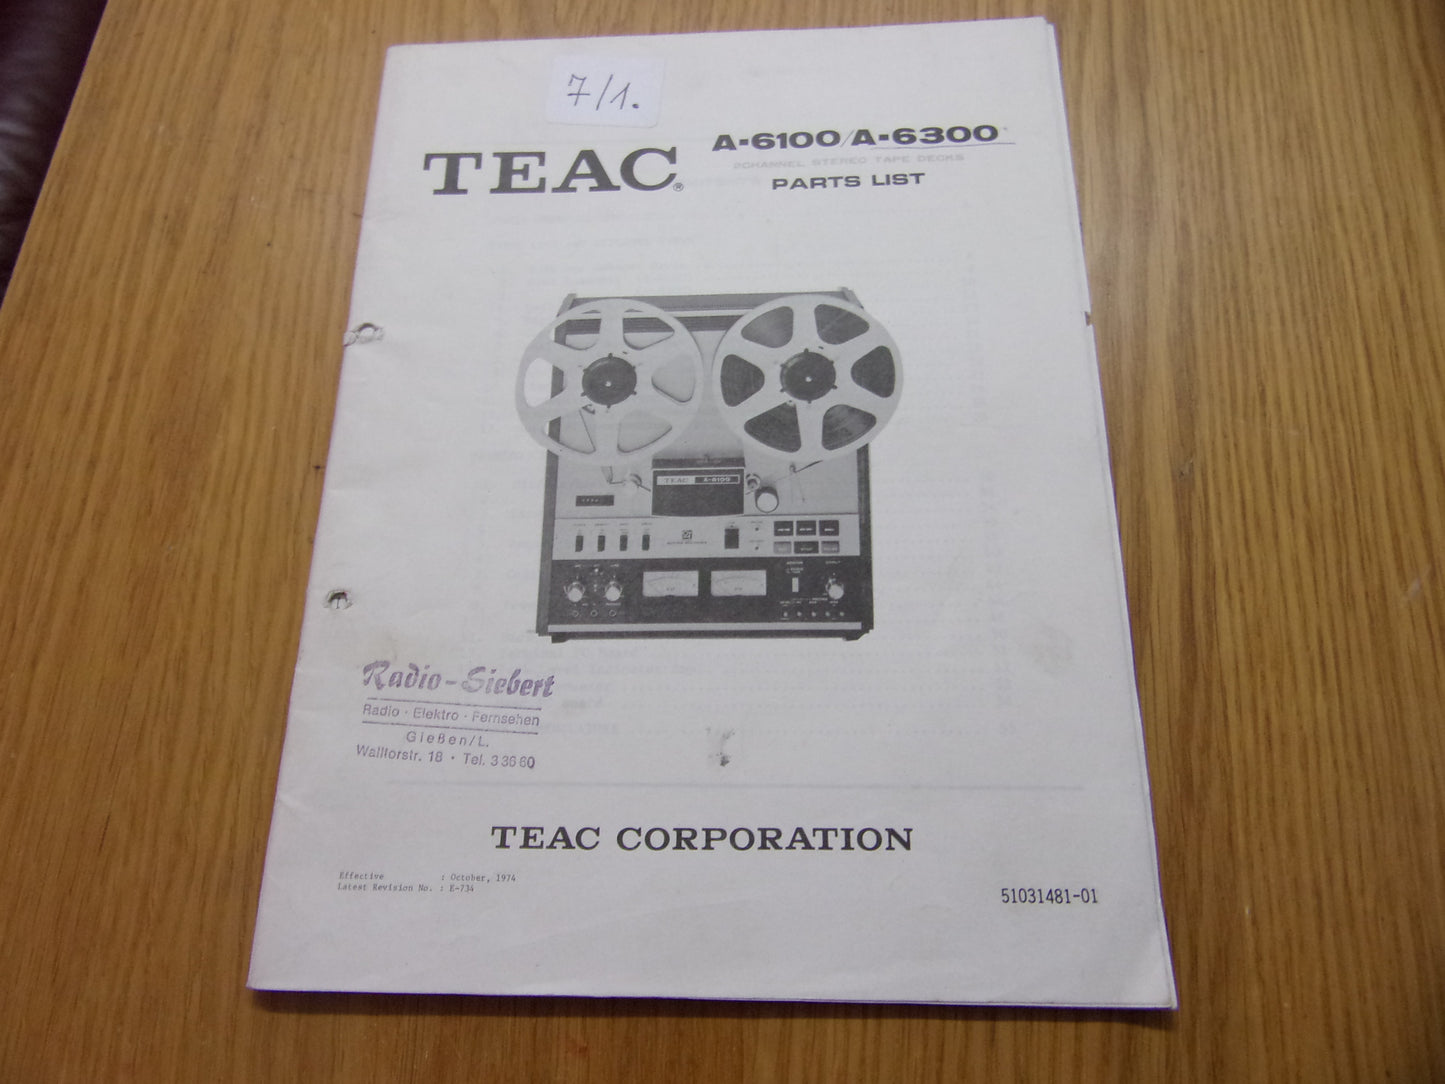 7/1.
TEAC®
A-6100/A-6300
2CHANNEL STEREO TAPE DECKS
PARTS LIST
TEAC A-6100
Radio-Siebert
Radio · Elektro · Fernsehen
Gießen/L.
Walltorstr. 18 · Tel. 3 36 60
TEAC CORPORATION
Effective : October, 1974
Latest Revision No. : E-734
51031481-01